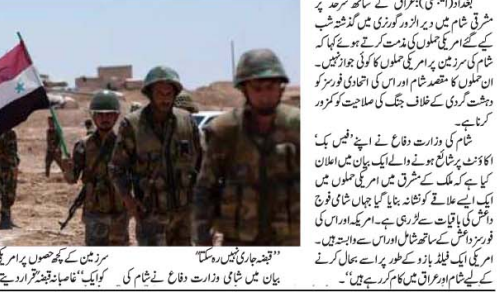 بغداد (ایجنسی): عراق کے ساتھ سرحد پر
مشرقی شام میں دیر الزور گورنری میں گذشتہ شب
کیے گئے امریکی حملوں کی مذمت کرتے ہوئے کہا کہ
شام کی سرزمین پر امریکی حملوں کا کوئی جواز نہیں۔
ان حملوں کا مقصد شام اور اس کی اتحادی فورسز کو
دہشت گردی کے خلاف جنگ کی صلاحیت کو کمزور
کرنا ہے۔
شام کی وزارت دفاع نے اپنے ’فیس بک‘
اکاؤنٹ پر شائع ہونے والے ایک بیان میں اعلان
کیا ہے کہ ملک کے مشرق میں امریکی حملوں میں
ایک ایسے علاقے کو نشانہ بنایا گیا جہاں شامی فوج
داعش کی باقیات سے لڑ رہی ہے۔ امریکہ اور اس کی
فورسز داعش کے ساتھ شامل اور اس سے وابستہ ہیں۔
امریکی ایک فیلڈ بازو کے طور پر اسے بحال کرنے
کے لیے شام اور عراق میں کام کر رہے ہیں‘‘۔
’’قبضہ جاری نہیں رہ سکتا‘‘
بیان میں شامی وزارت دفاع نے شام کی
سرزمین کے کچھ حصوں پر امریکی
کو ایک ’’غاصبانہ قبضہ‘‘ قرار دیتے